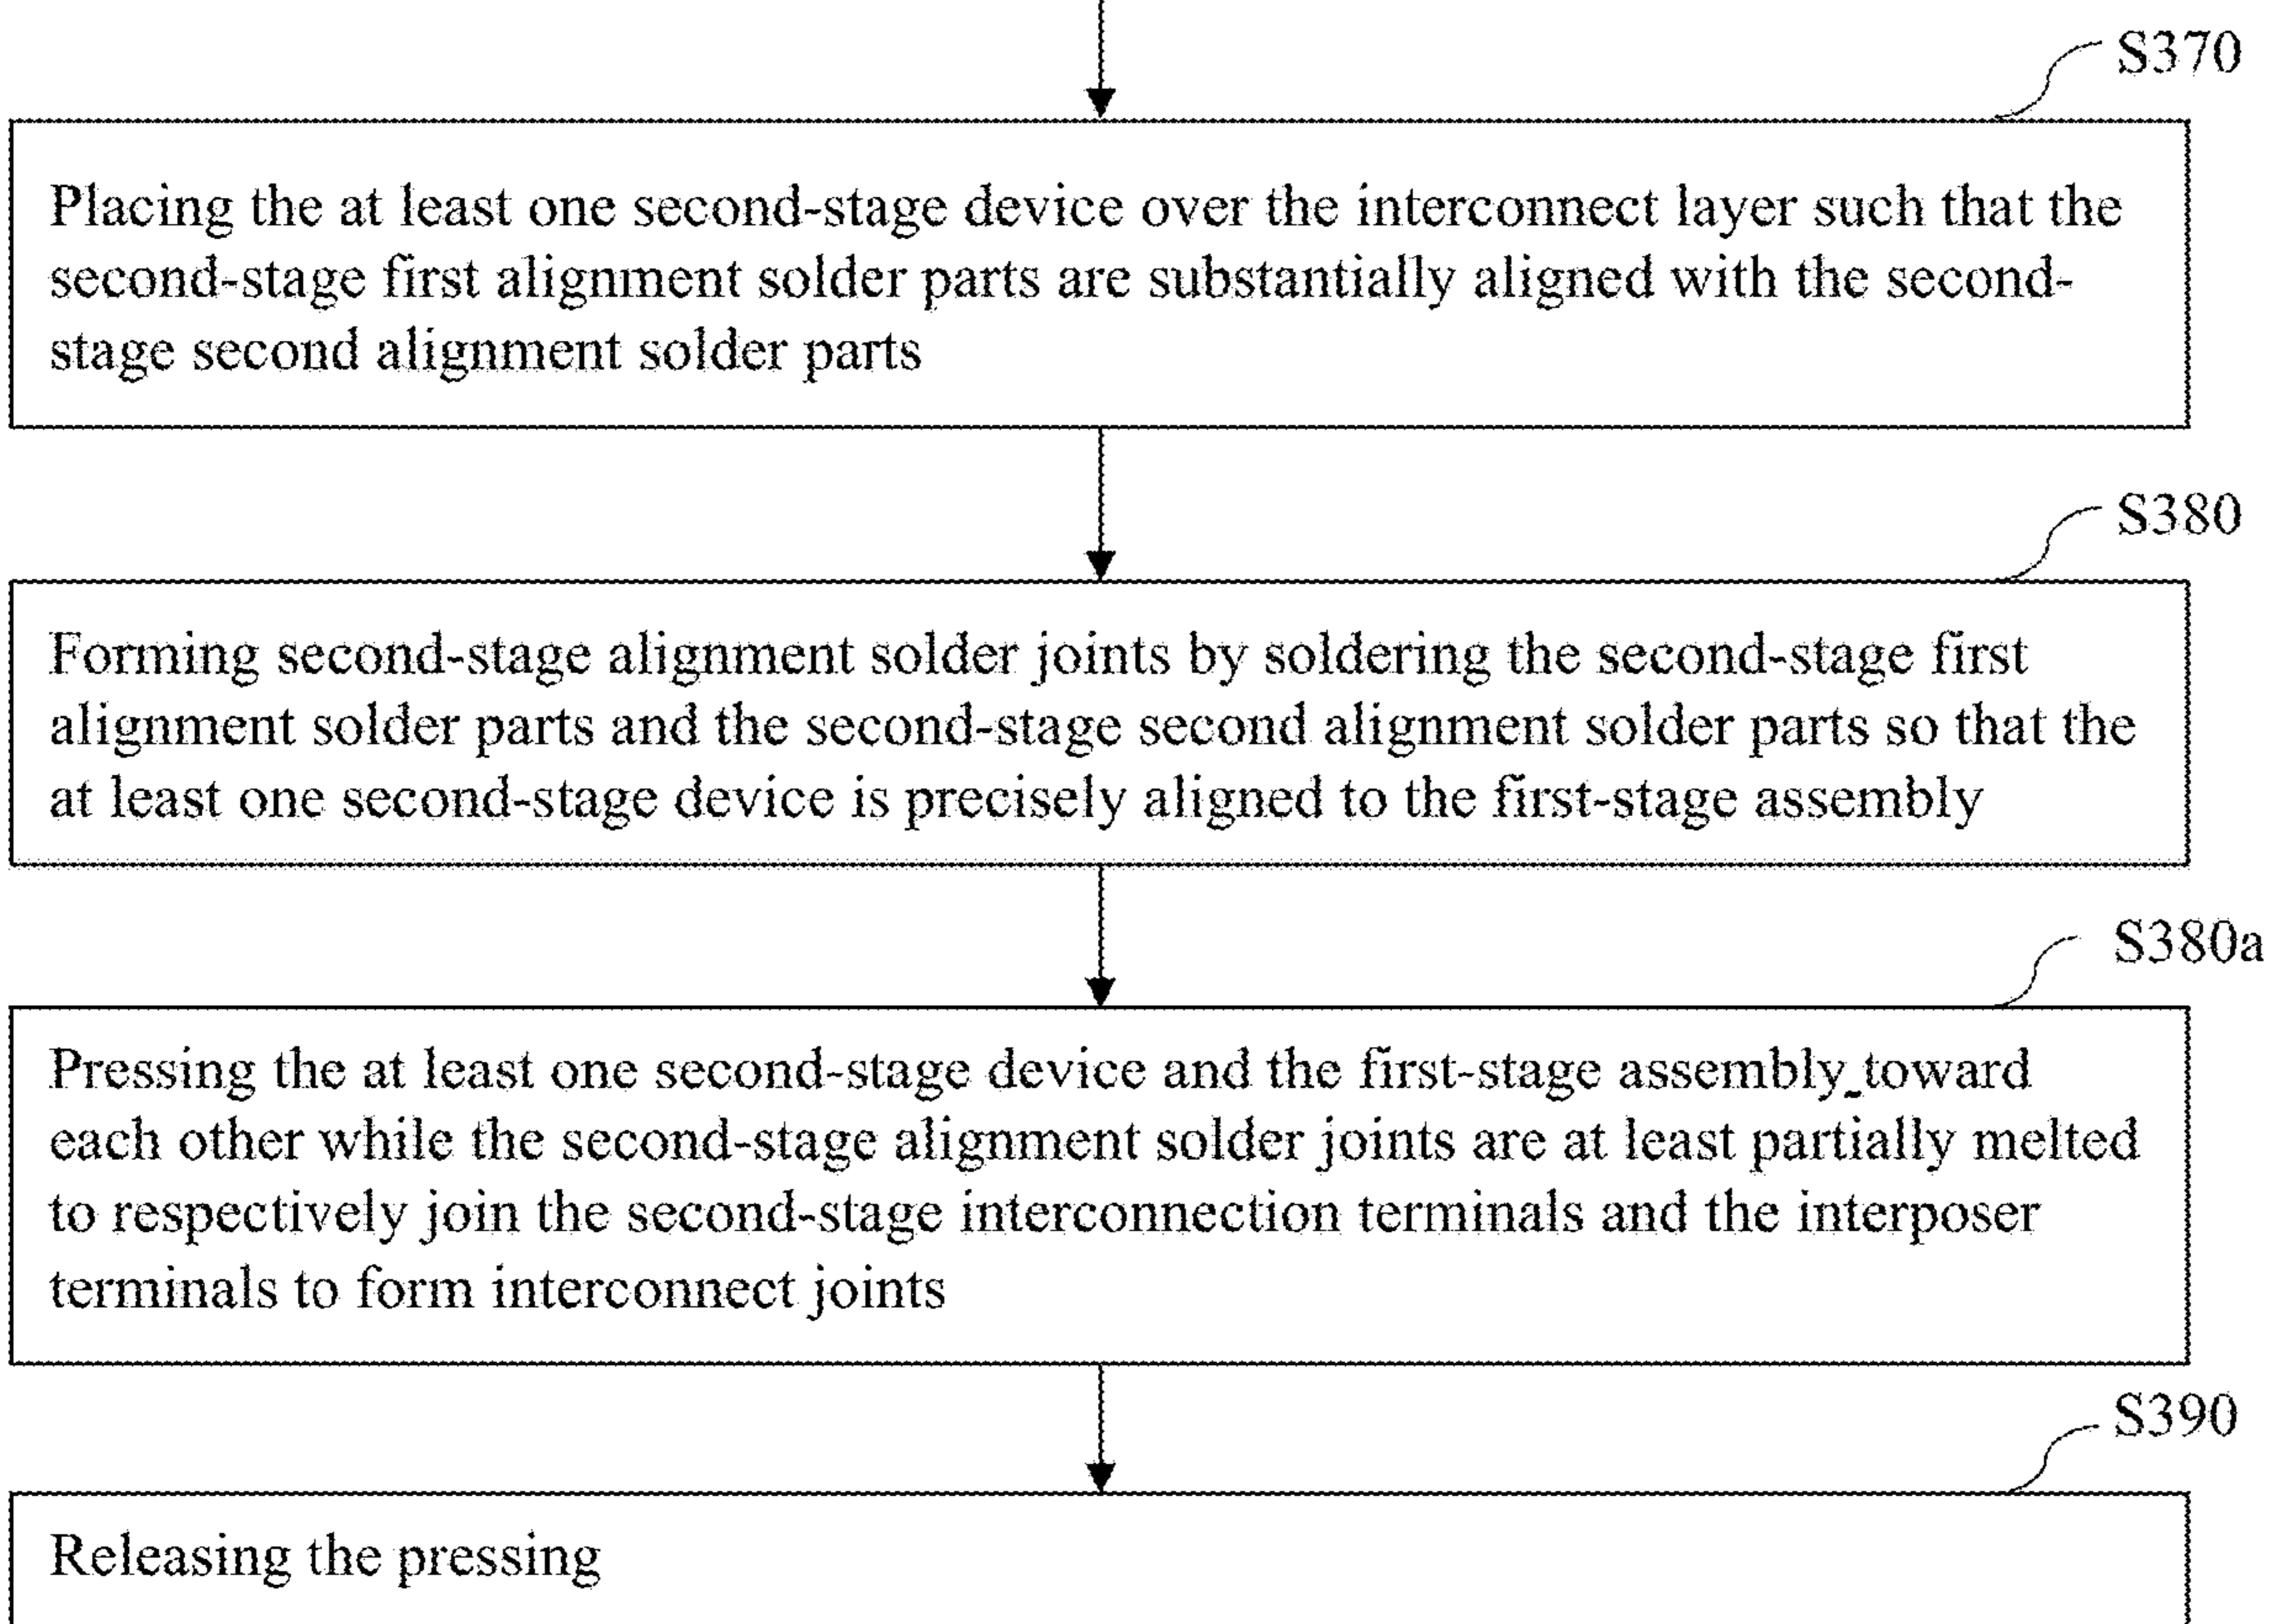 S370
Placing the at least one second-stage device over the interconnect layer such that the
second-stage first alignment solder parts are substantially aligned with the second-
stage second alignment solder parts
S380
Forming second-stage alignment solder joints by soldering the second-stage first
alignment solder parts and the second-stage second alignment solder parts so that the
at least one second-stage device is precisely aligned to the first-stage assembly
S380a
Pressing the at least one second-stage device and the first-stage assembly toward
each other while the second-stage alignment solder joints are at least partially melted
to respectively join the second-stage interconnection terminals and the interposer
terminals to form interconnect joints
S390
Releasing the pressing